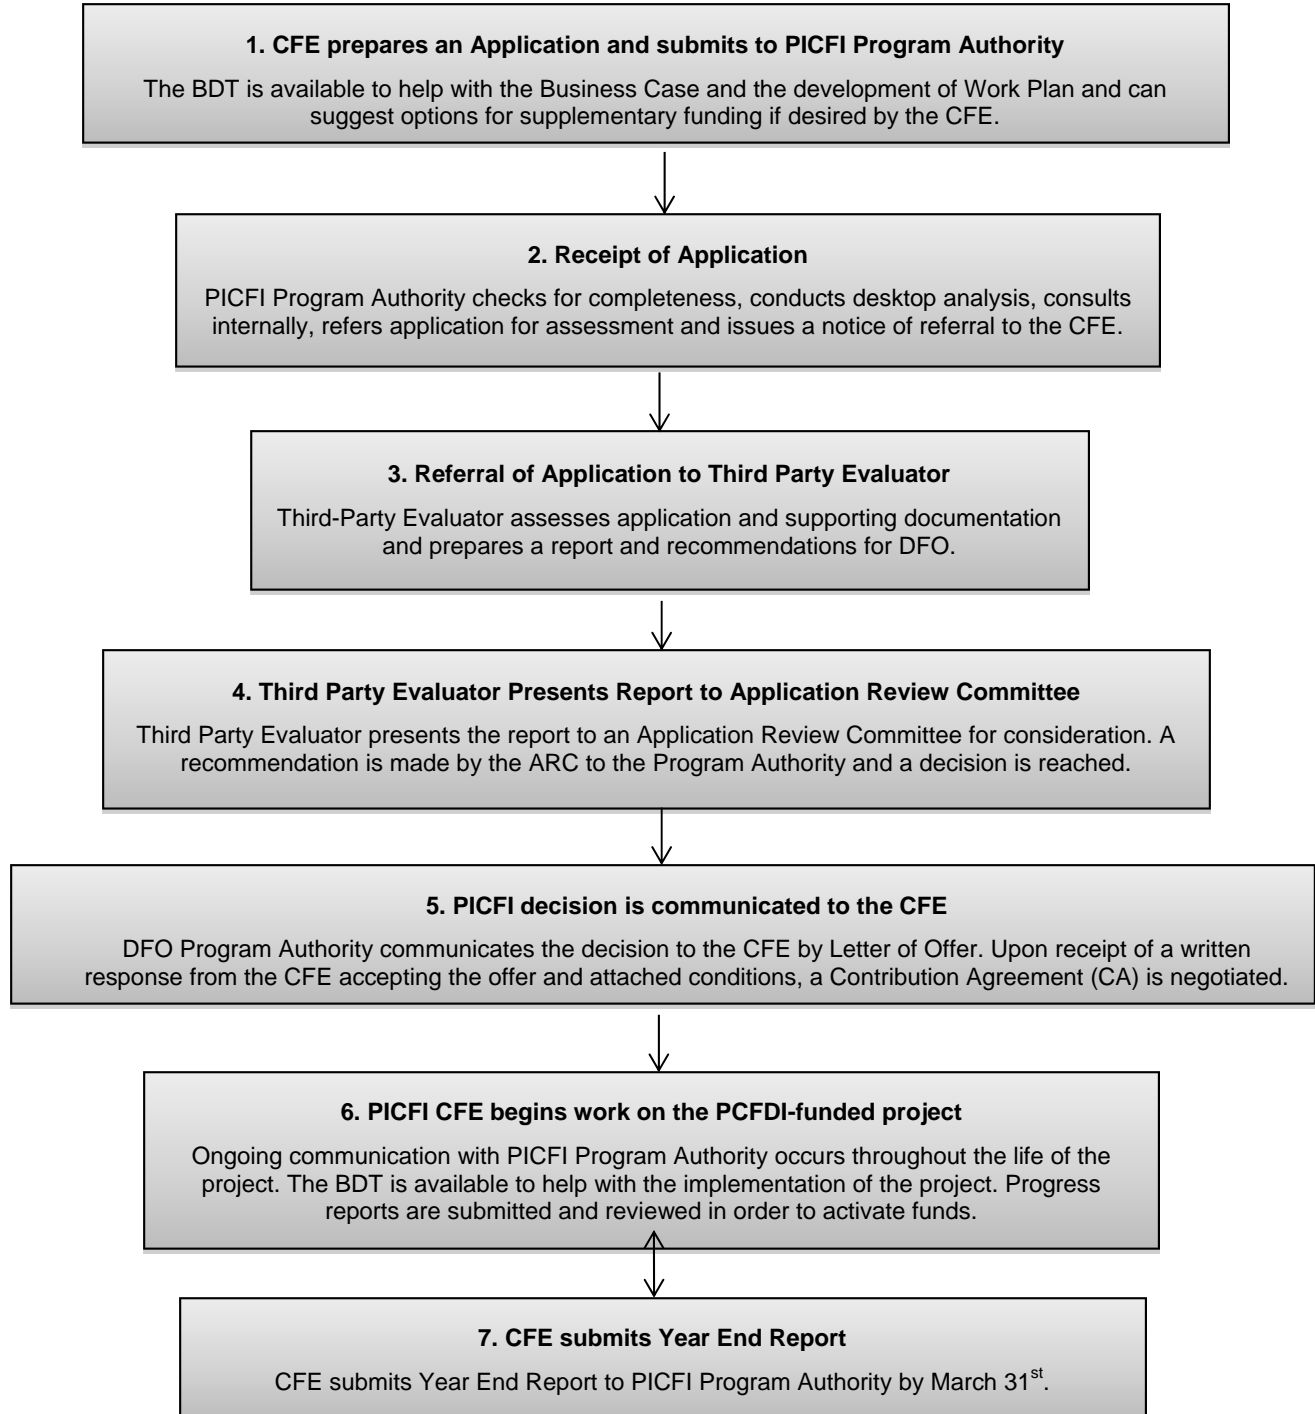 1. CFE prepares an Application and submits to PICFI Program Authority
The BDT is available to help with the Business Case and the development of Work Plan and can
suggest options for supplementary funding if desired by the CFE.
2. Receipt of Application
PICFI Program Authority checks for completeness, conducts desktop analysis, consults
internally, refers application for assessment and issues a notice of referral to the CFE.
3. Referral of Application to Third Party Evaluator
Third-Party Evaluator assesses application and supporting documentation
and prepares a report and recommendations for DFO.
4. Third Party Evaluator Presents Report to Application Review Committee
Third Party Evaluator presents the report to an Application Review Committee for consideration. A
recommendation is made by the ARC to the Program Authority and a decision is reached.
5. PICFI decision is communicated to the CFE
DFO Program Authority communicates the decision to the CFE by Letter of Offer. Upon receipt of a written
response from the CFE accepting the offer and attached conditions, a Contribution Agreement (CA) is negotiated.
6. PICFI CFE begins work on the PCFDI-funded project
Ongoing communication with PICFI Program Authority occurs throughout the life of the
project. The BDT is available to help with the implementation of the project. Progress
reports are submitted and reviewed in order to activate funds.
7. CFE submits Year End Report
CFE submits Year End Report to PICFI Program Authority by March 31st.